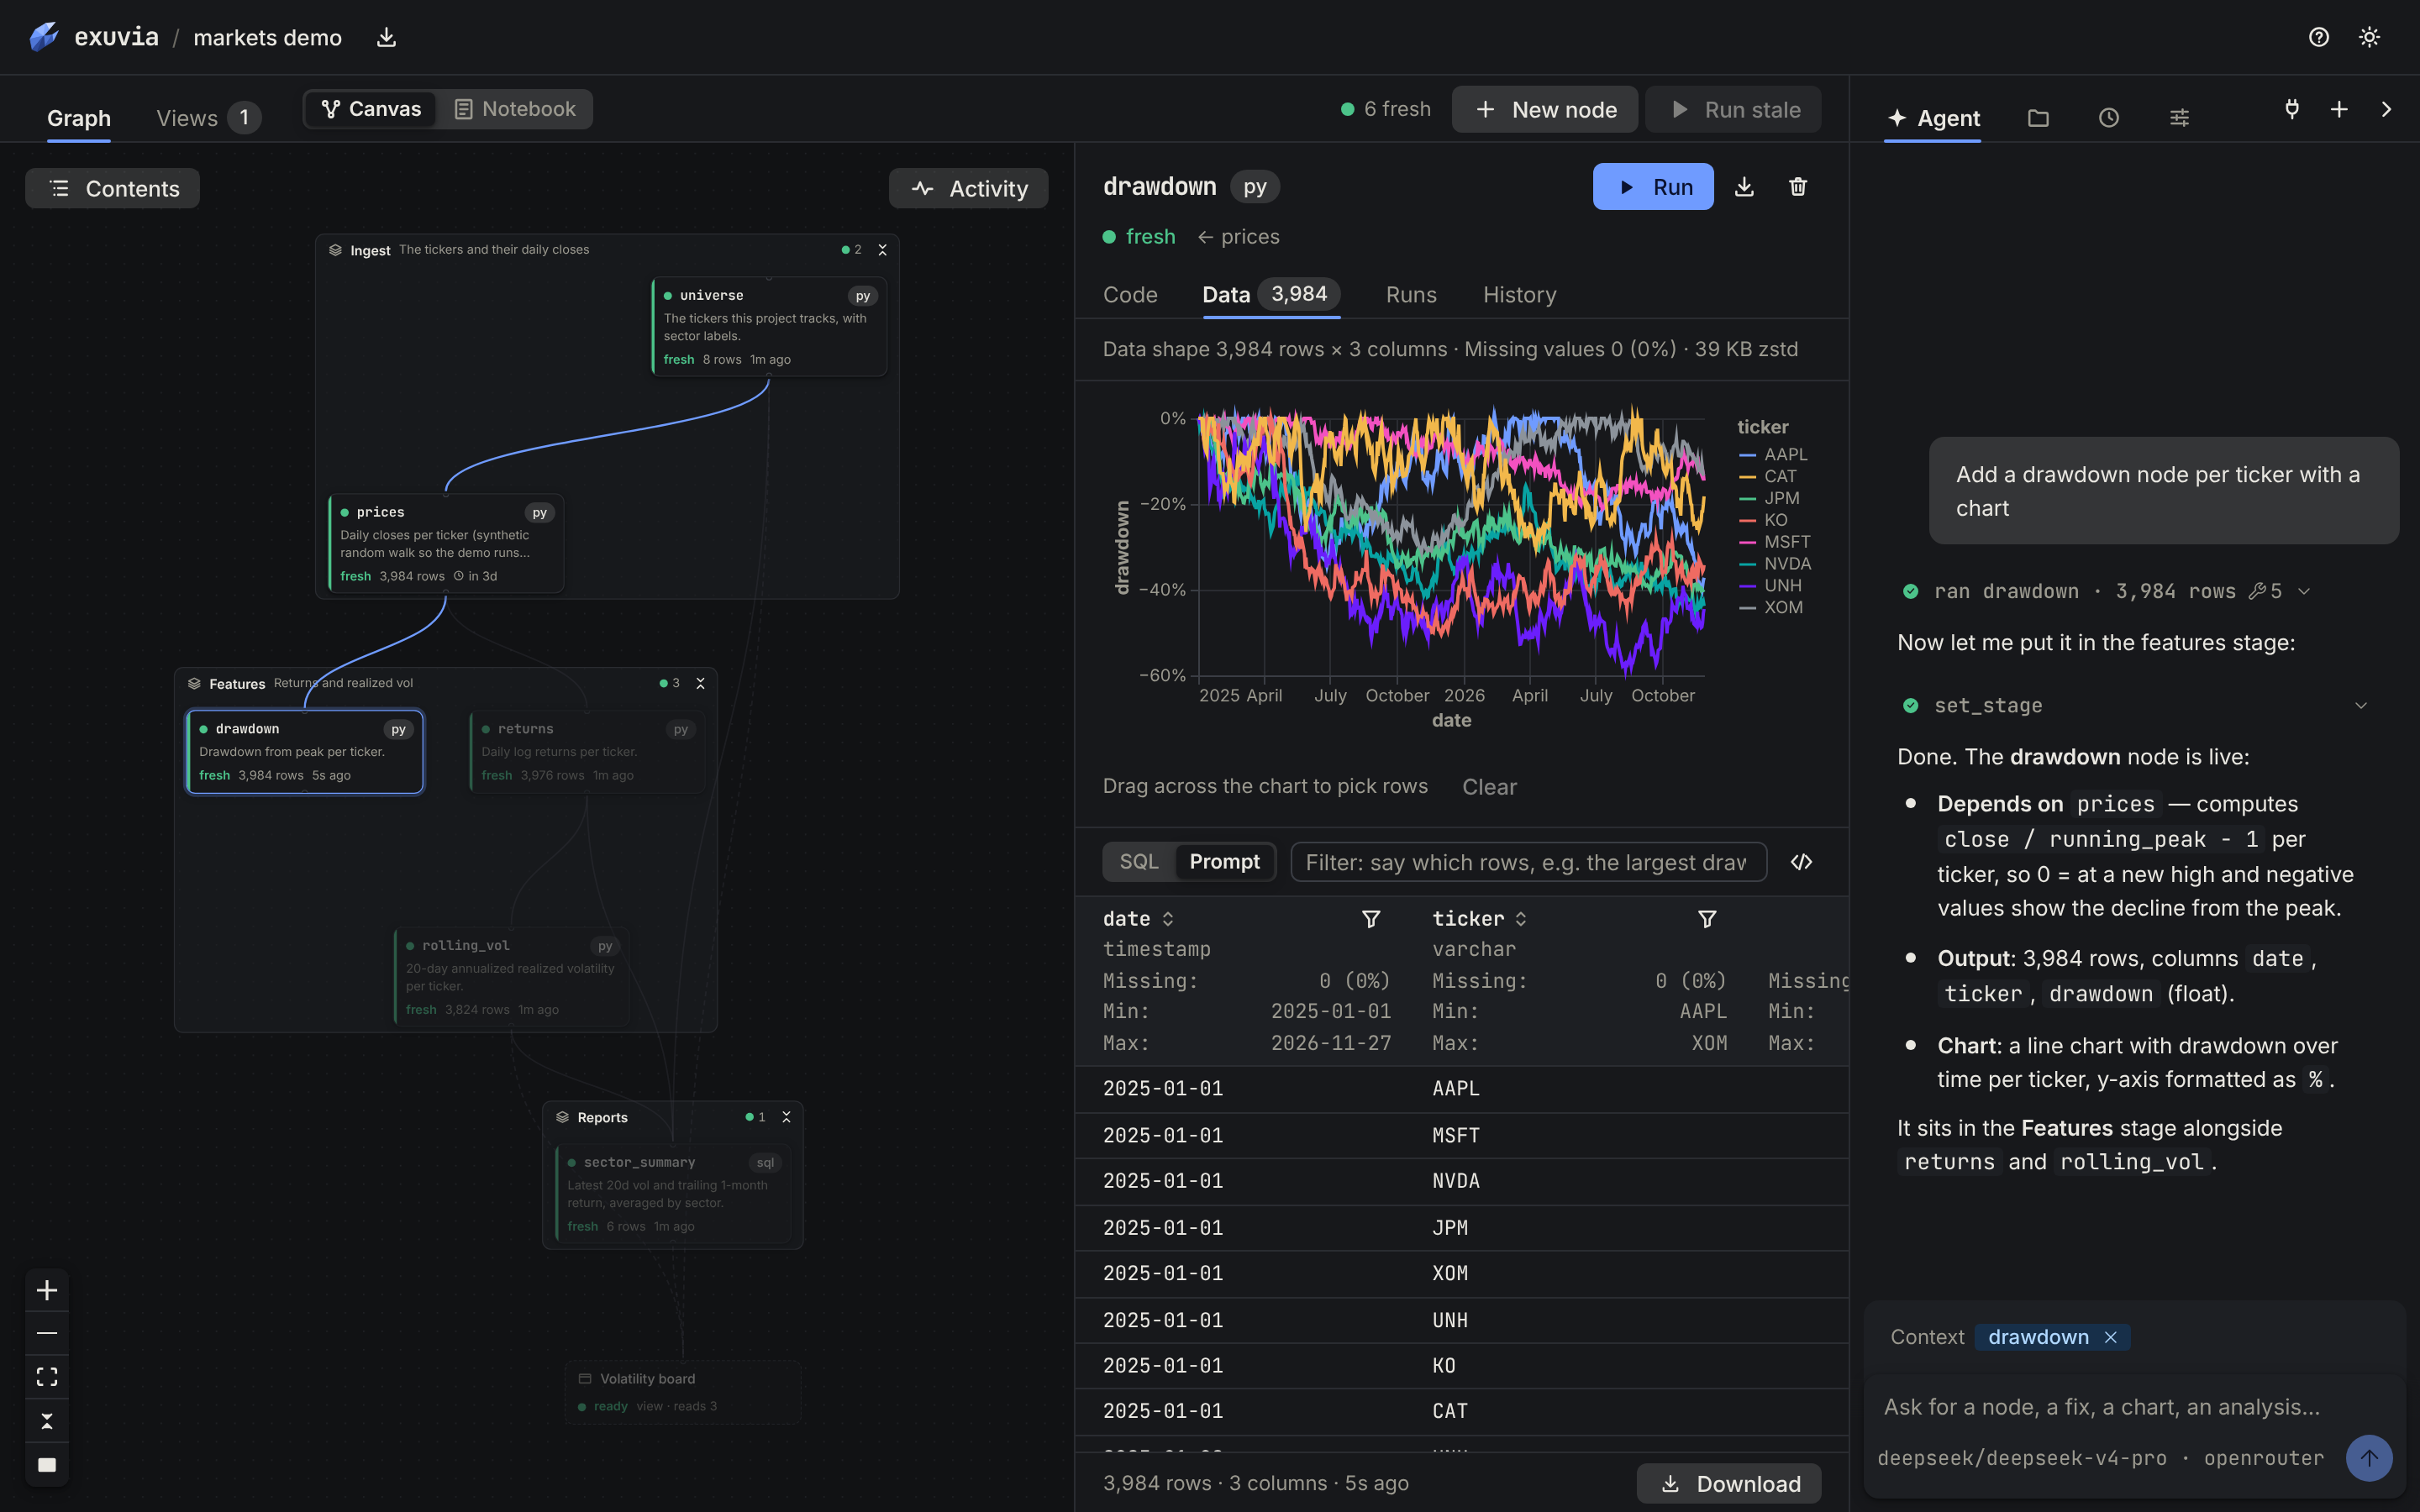 exuvia / markets demo
Graph
Views 1
Canvas
Notebook
6 fresh
New node
Run stale
Agent
Contents
Activity
Ingest The tickers and their daily closes 2
universe py
The tickers this project tracks, with
sector labels.
fresh 8 rows 1m ago
prices py
Daily closes per ticker (synthetic
random walk so the demo runs...
fresh 3,984 rows in 3d
Features Returns and realized vol 3
drawdown py
Drawdown from peak per ticker.
fresh 3,984 rows 5s ago
returns py
Daily log returns per ticker.
fresh 3,976 rows 1m ago
rolling_vol py
20-day annualized realized volatility
per ticker.
fresh 3,824 rows 1m ago
Reports 1
sector_summary sql
Latest 20d vol and trailing 1-month
return, averaged by sector.
fresh 6 rows 1m ago
Volatility board
ready view · reads 3
drawdown py
Run
fresh ← prices
Code
Data 3,984
Runs
History
Data shape 3,984 rows × 3 columns · Missing values 0 (0%) · 39 KB zstd
drawdown
0%
−20%
−40%
−60%
2025 April July October 2026 April July October
date
ticker
AAPL
CAT
JPM
KO
MSFT
NVDA
UNH
XOM
Drag across the chart to pick rows
Clear
SQL
Prompt
Filter: say which rows, e.g. the largest draw
date ticker
timestamp varchar
Missing: 0 (0%) Missing: 0 (0%) Missing
Min: 2025-01-01 Min: AAPL Min:
Max: 2026-11-27 Max: XOM Max:
2025-01-01 AAPL
2025-01-01 MSFT
2025-01-01 NVDA
2025-01-01 JPM
2025-01-01 XOM
2025-01-01 UNH
2025-01-01 KO
2025-01-01 CAT
3,984 rows · 3 columns · 5s ago
Download
Add a drawdown node per ticker with a
chart
ran drawdown · 3,984 rows 5
Now let me put it in the features stage:
set_stage
Done. The drawdown node is live:
Depends on prices — computes
close / running_peak - 1 per
ticker, so 0 = at a new high and negative
values show the decline from the peak.
Output: 3,984 rows, columns date ,
ticker , drawdown (float).
Chart: a line chart with drawdown over
time per ticker, y-axis formatted as % .
It sits in the Features stage alongside
returns and rolling_vol .
Context drawdown
Ask for a node, a fix, a chart, an analysis...
deepseek/deepseek-v4-pro · openrouter